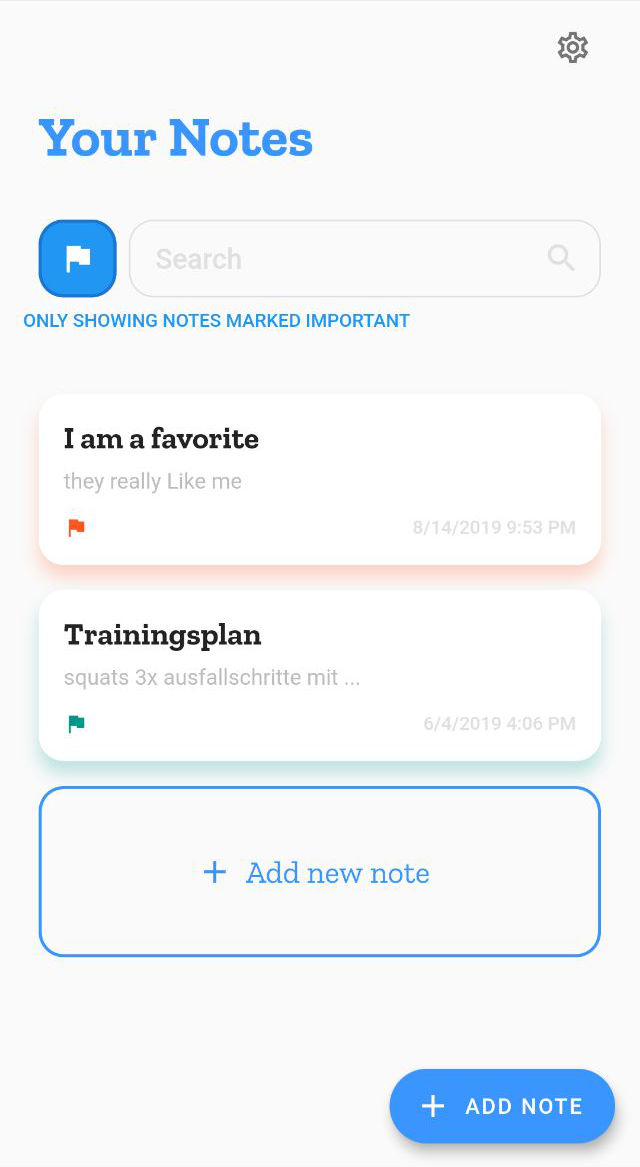 Your Notes
Search
ONLY SHOWING NOTES MARKED IMPORTANT
I am a favorite
they really Like me
8/14/2019 9:53 PM
Trainingsplan
squats 3x ausfallschritte mit ...
6/4/2019 4:06 PM
+ Add new note
+ ADD NOTE